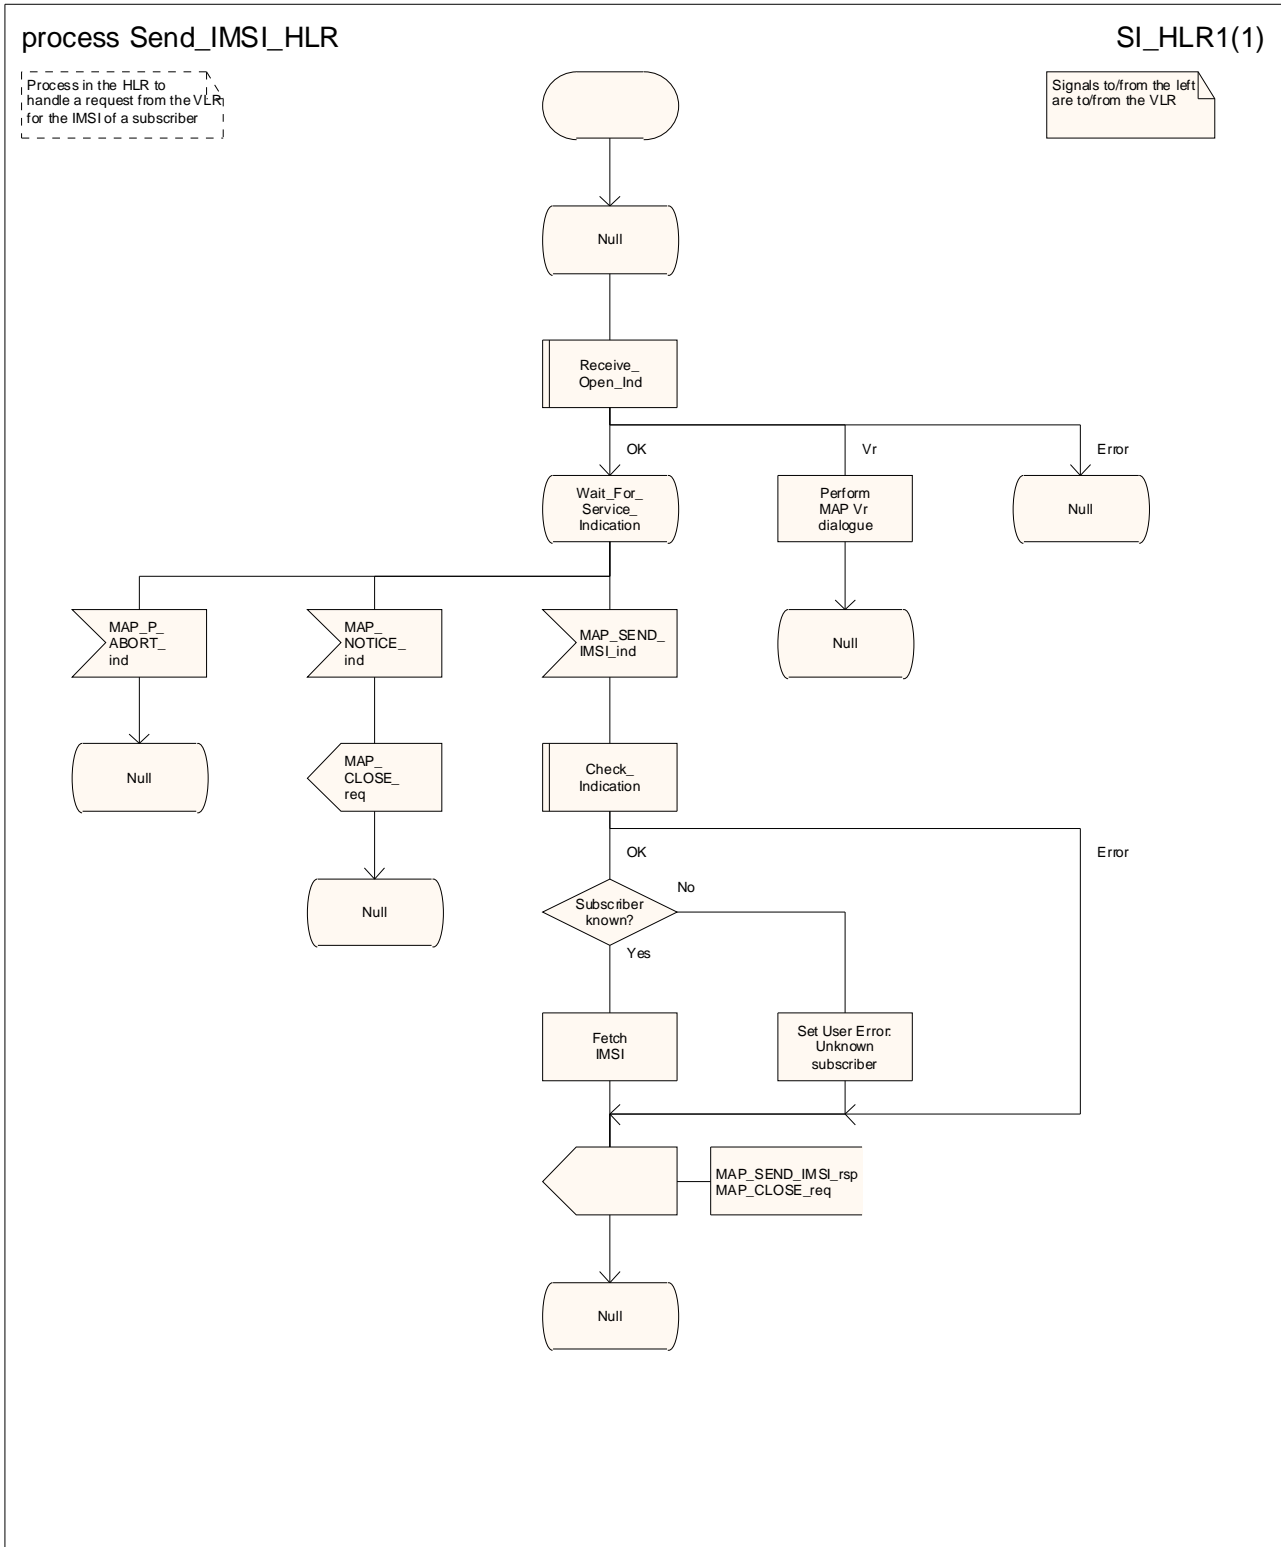 process Send_IMSI_HLR
SI_HLR1(1)
Process in the HLR to
handle a request from the VLR
for the IMSI of a subscriber
Signals to/from the left
are to/from the VLR
Null
Receive_
Open_Ind
OK
Vr
Error
Wait_For_
Service_
Indication
Perform
MAP Vr
dialogue
Null
MAP_P_
ABORT_
ind
MAP_
NOTICE_
ind
MAP_SEND_
IMSI_ind
Null
Null
MAP_
CLOSE_
req
Check_
Indication
OK
Error
Null
Subscriber
known?
No
Yes
Fetch
IMSI
Set User Error:
Unknown
subscriber
MAP_SEND_IMSI_rsp
MAP_CLOSE_req
Null